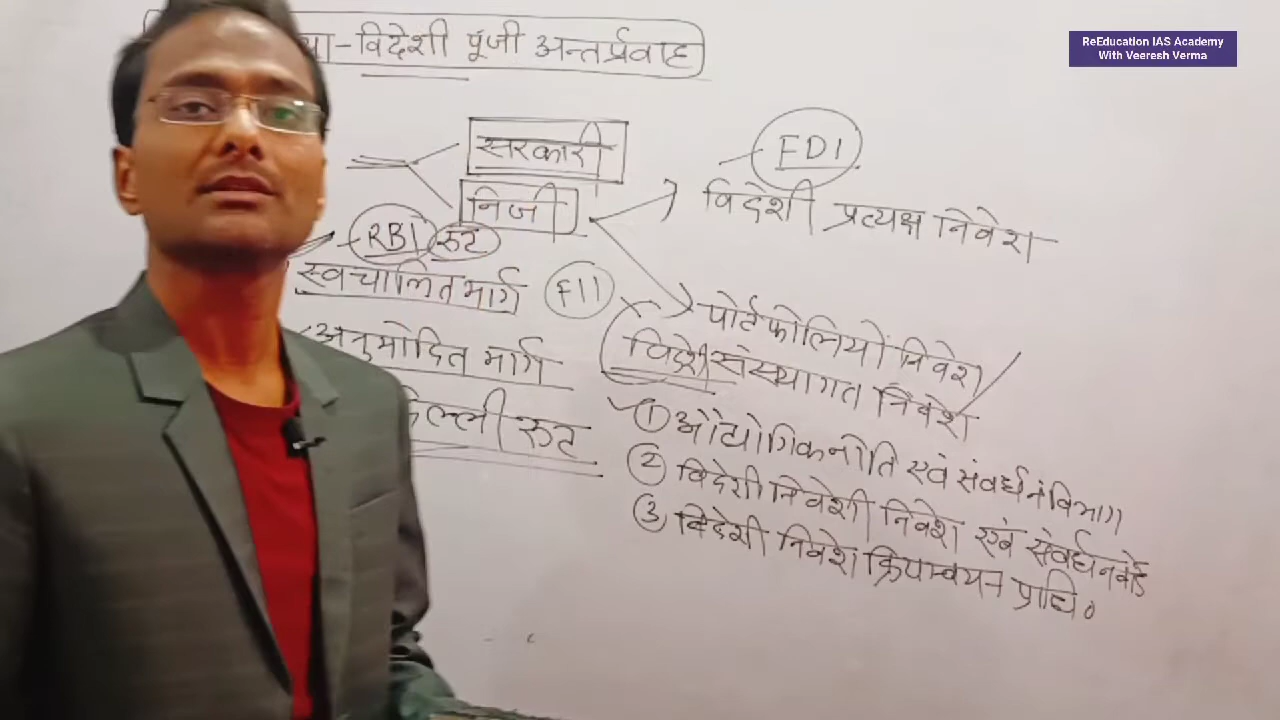 या-विदेशी पूंजी अन्तर्प्रवाह
ReEducation IAS Academy
With Veeresh Verma
सरकारी
निजी
FDI
विदेशी प्रत्यक्ष निवेश
RBI रुट
स्वचालित मार्ग
FII
अनुमोदित मार्ग
दिल्ली रुट
पोर्टफोलियो निवेश
विदेशी संस्थागत निवेश
① औद्योगिक नीति एवं संवर्धन विभाग
② विदेशी निवेशी निवेश एवं संवर्धन बोर्ड
③ विदेशी निवेश क्रियान्वयन प्राधि०